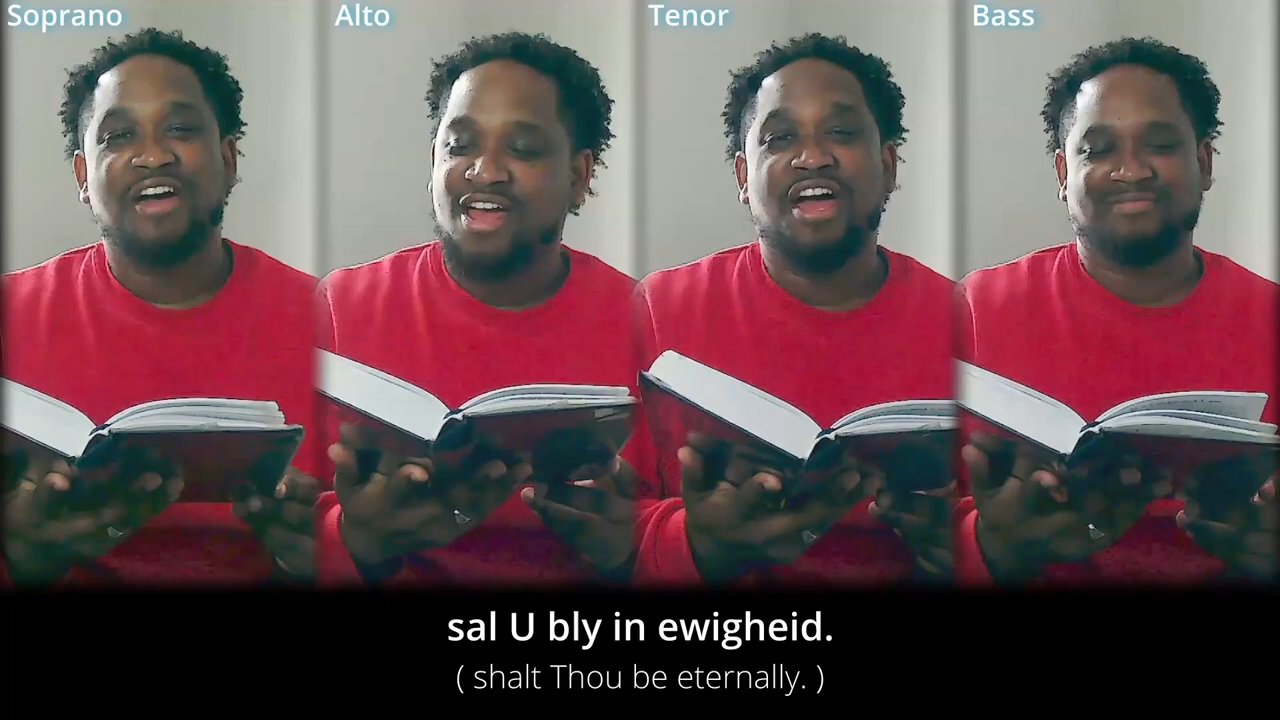 Soprano Alto Tenor Bass
sal U bly in ewigheid.
( shalt Thou be eternally. )